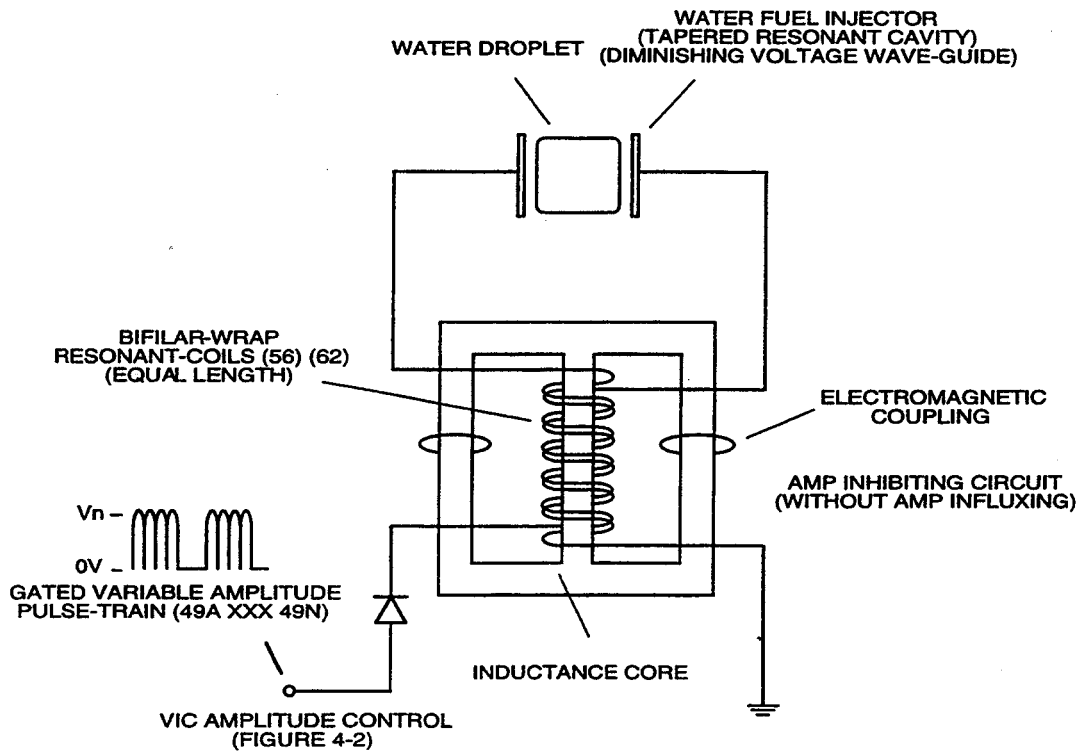 WATER FUEL INJECTOR
(TAPERED RESONANT CAVITY)
(DIMINISHING VOLTAGE WAVE-GUIDE)
WATER DROPLET
BIFILAR-WRAP
RESONANT-COILS (56) (62)
(EQUAL LENGTH)
ELECTROMAGNETIC
COUPLING
AMP INHIBITING CIRCUIT
(WITHOUT AMP INFLUXING)
Vn –
0V –
GATED VARIABLE AMPLITUDE
PULSE-TRAIN (49A XXX 49N)
INDUCTANCE CORE
VIC AMPLITUDE CONTROL
(FIGURE 4-2)